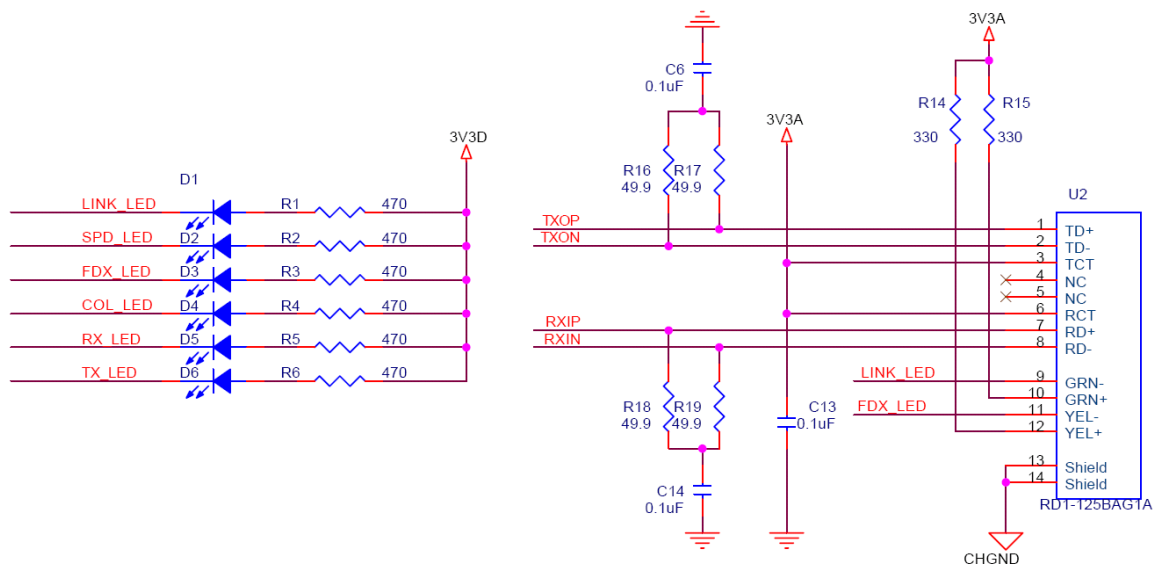 3V3A
C6
0.1uF
R14
R15
330
330
3V3A
3V3D
R16
R17
49.9
49.9
D1
U2
LINK_LED
R1
470
TXOP
1
TD+
SPD_LED
D2
R2
470
TXON
2
TD-
3
TCT
FDX_LED
D3
R3
470
4
NC
5
NC
COL_LED
D4
R4
470
6
RCT
RXIP
7
RD+
RX_LED
D5
R5
470
RXIN
8
RD-
TX_LED
D6
R6
470
LINK_LED
9
GRN-
10
GRN+
R18
R19
49.9
49.9
C13
0.1uF
FDX_LED
11
YEL-
12
YEL+
13
Shield
14
Shield
C14
0.1uF
RD1-125BAG1A
CHGND